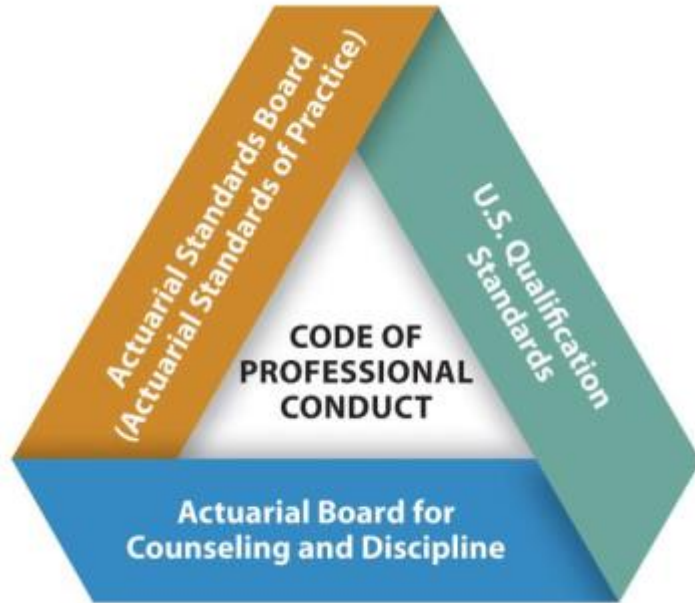 Actuarial Standards Board
(Actuarial Standards of Practice)
U.S. Qualification
Standards
CODE OF
PROFESSIONAL
CONDUCT
Actuarial Board for
Counseling and Discipline